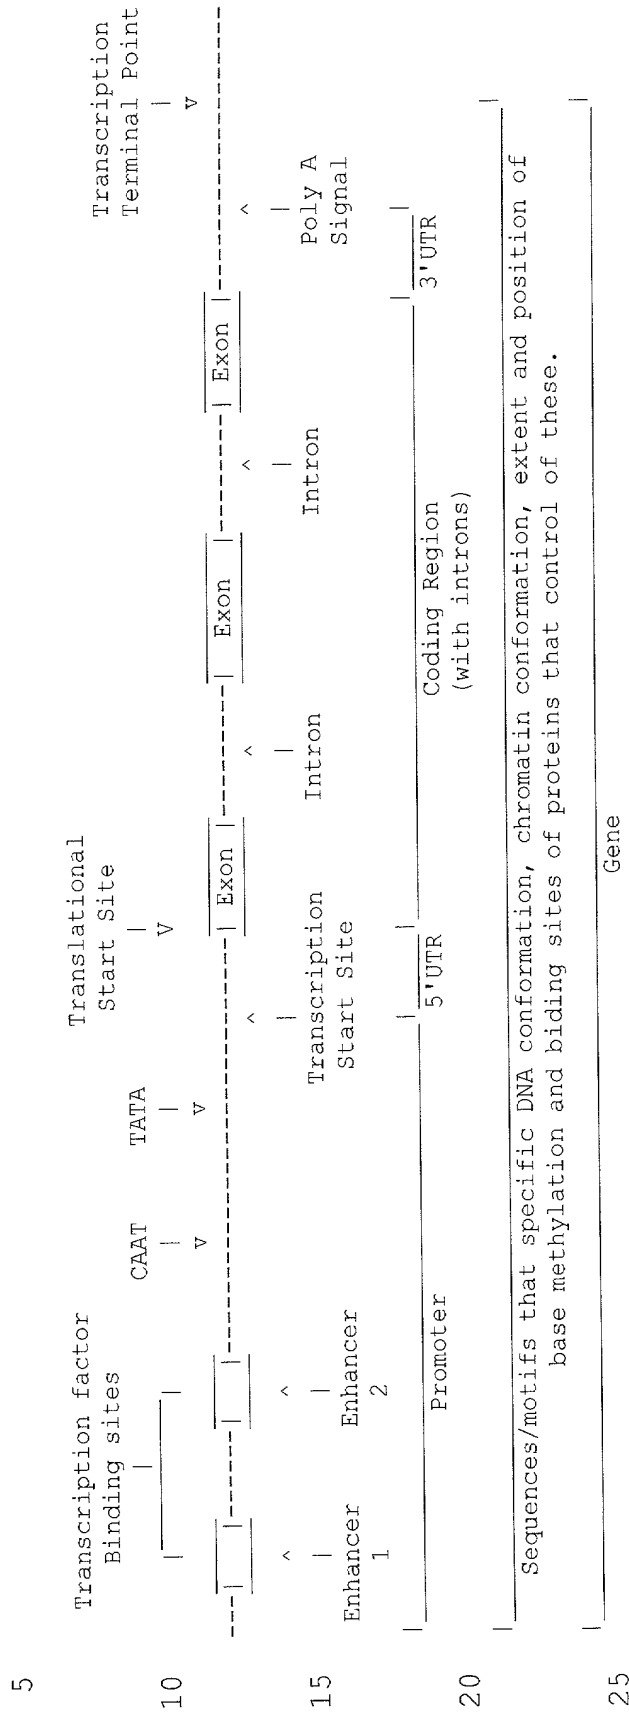 5
10
15
20
25
Transcription factor
Binding sites
CAAT
TATA
Translational
Start Site
Transcription
Terminal Point
Exon
Exon
Exon
Enhancer
1
Enhancer
2
Transcription
Start Site
Intron
Intron
Poly A
Signal
Promoter
5'UTR
Coding Region
(with introns)
3'UTR
Sequences/motifs that specific DNA conformation, chromatin conformation, extent and position of
base methylation and biding sites of proteins that control of these.
Gene